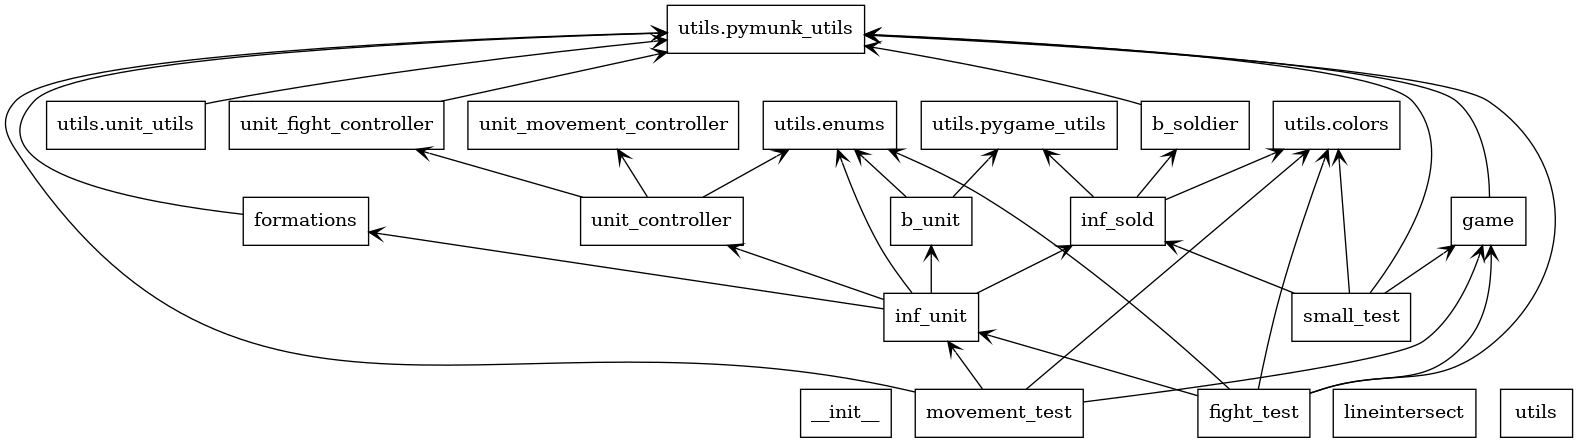 utils.pymunk_utils
utils.unit_utils
unit_fight_controller
unit_movement_controller
utils.enums
utils.pygame_utils
b_soldier
utils.colors
formations
unit_controller
b_unit
inf_sold
game
inf_unit
small_test
__init__
movement_test
fight_test
lineintersect
utils